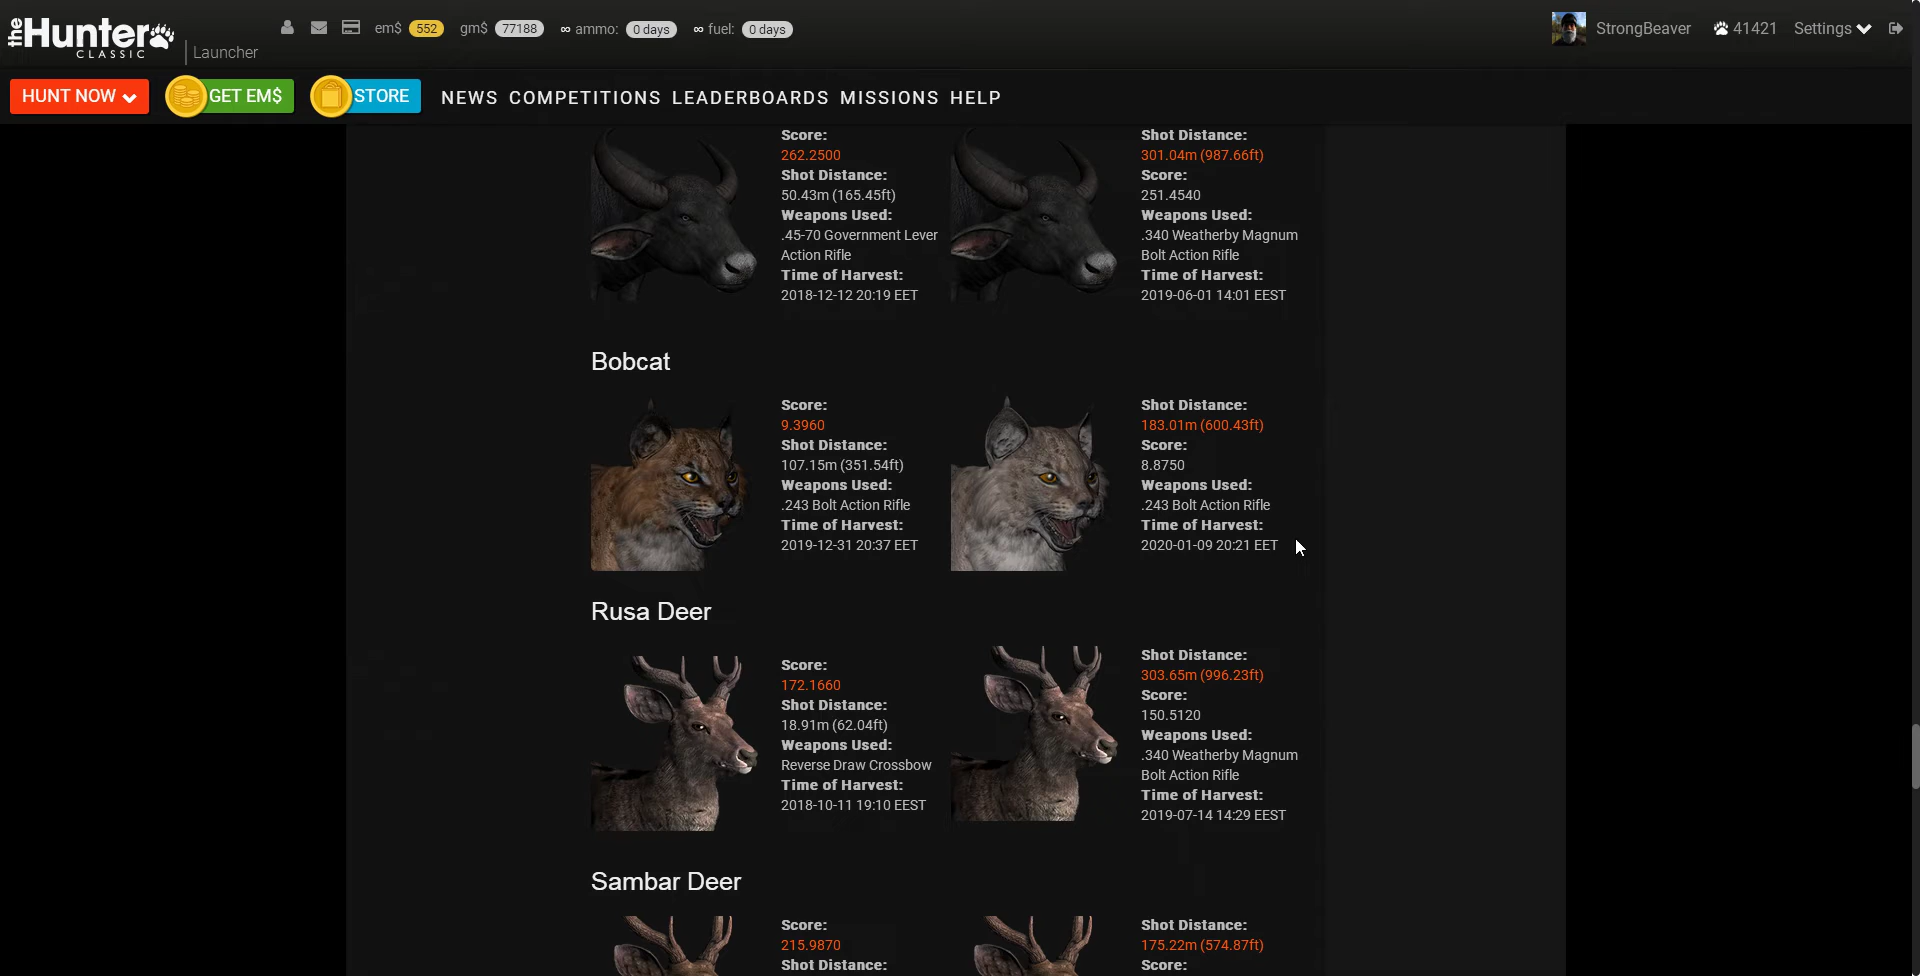 the Hunter
CLASSIC
Launcher
em$ 552 gm$ 77188 ∞ ammo: 0 days ∞ fuel: 0 days
StrongBeaver 41421 Settings
HUNT NOW GET EM$ STORE NEWS COMPETITIONS LEADERBOARDS MISSIONS HELP
Score:
262.2500
Shot Distance:
50.43m (165.45ft)
Weapons Used:
.45-70 Government Lever
Action Rifle
Time of Harvest:
2018-12-12 20:19 EET
Shot Distance:
301.04m (987.66ft)
Score:
251.4540
Weapons Used:
.340 Weatherby Magnum
Bolt Action Rifle
Time of Harvest:
2019-06-01 14:01 EEST
Bobcat
Score:
9.3960
Shot Distance:
107.15m (351.54ft)
Weapons Used:
.243 Bolt Action Rifle
Time of Harvest:
2019-12-31 20:37 EET
Shot Distance:
183.01m (600.43ft)
Score:
8.8750
Weapons Used:
.243 Bolt Action Rifle
Time of Harvest:
2020-01-09 20:21 EET
Rusa Deer
Score:
172.1660
Shot Distance:
18.91m (62.04ft)
Weapons Used:
Reverse Draw Crossbow
Time of Harvest:
2018-10-11 19:10 EEST
Shot Distance:
303.65m (996.23ft)
Score:
150.5120
Weapons Used:
.340 Weatherby Magnum
Bolt Action Rifle
Time of Harvest:
2019-07-14 14:29 EEST
Sambar Deer
Score:
215.9870
Shot Distance:
Shot Distance:
175.22m (574.87ft)
Score: